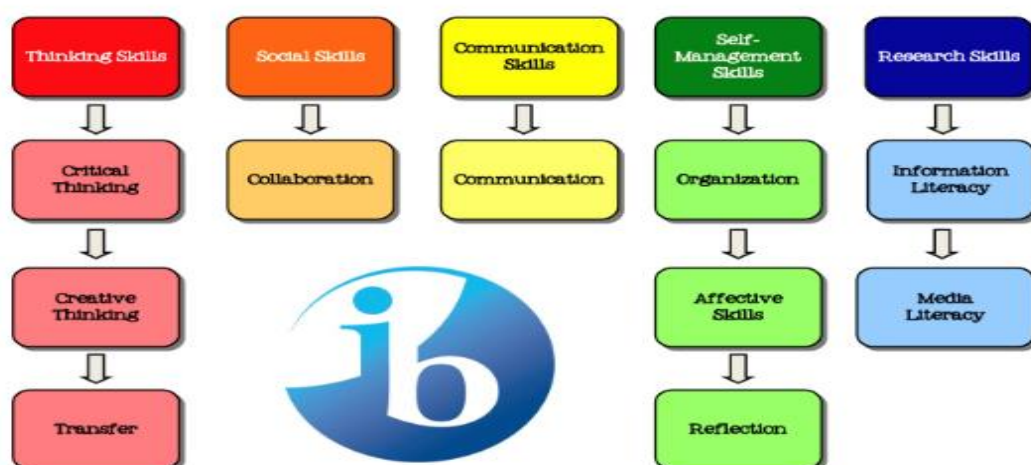 Thinking Skills
Social Skills
Communication
Skills
Self-
Management
Skills
Research Skills
Critical
Thinking
Collaboration
Communication
Organization
Information
Literacy
Creative
Thinking
Affective
Skills
Media
Literacy
Transfer
Reflection
ib